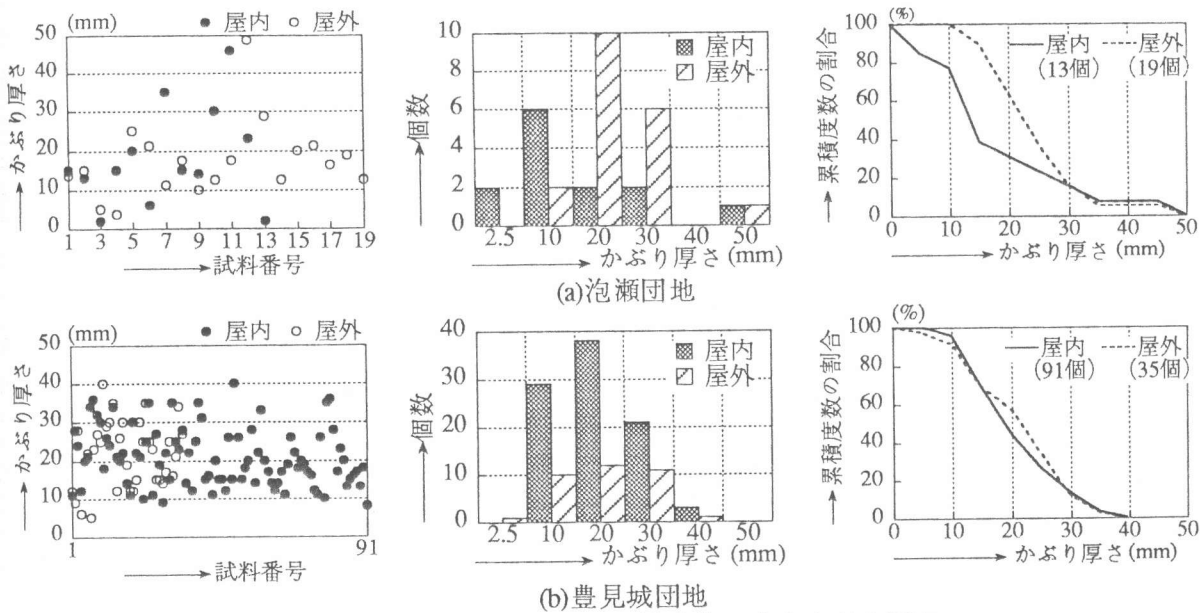 (mm) ●屋内 ○屋外
50
40
30
20
10
0
→かぶり厚さ
1 3 5 7 9 11 13 15 17 19
→試料番号
10
8
6
4
2
0
→個数
屋内
屋外
2.5 10 20 30 40 50
→かぶり厚さ(mm)
(%)
100
80
60
40
20
0
→累積度数の割合
屋内 屋外
(13個) (19個)
0 10 20 30 40 50
→かぶり厚さ(mm)
(a)泡瀬団地
(mm) ●屋内 ○屋外
50
40
30
20
10
0
→かぶり厚さ
1 91
→試料番号
40
30
20
10
0
→個数
屋内
屋外
2.5 10 20 30 40 50
→かぶり厚さ(mm)
(%)
100
80
60
40
20
0
→累積度数の割合
屋内 屋外
(91個) (35個)
0 10 20 30 40 50
→かぶり厚さ(mm)
(b)豊見城団地